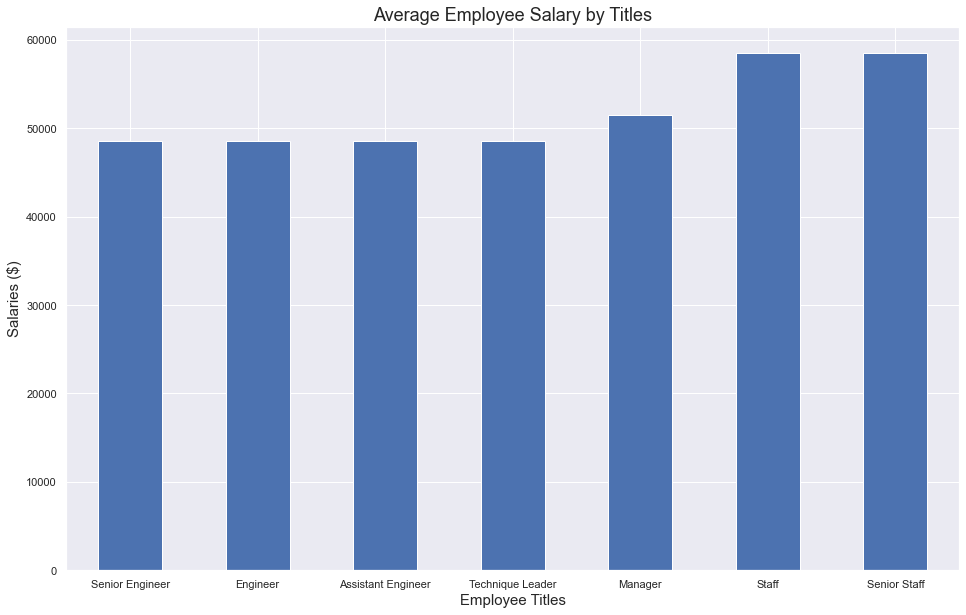 Average Employee Salary by Titles
60000
50000
40000
30000
20000
10000
0
Salaries ($)
Senior Engineer
Engineer
Assistant Engineer
Technique Leader
Manager
Staff
Senior Staff
Employee Titles